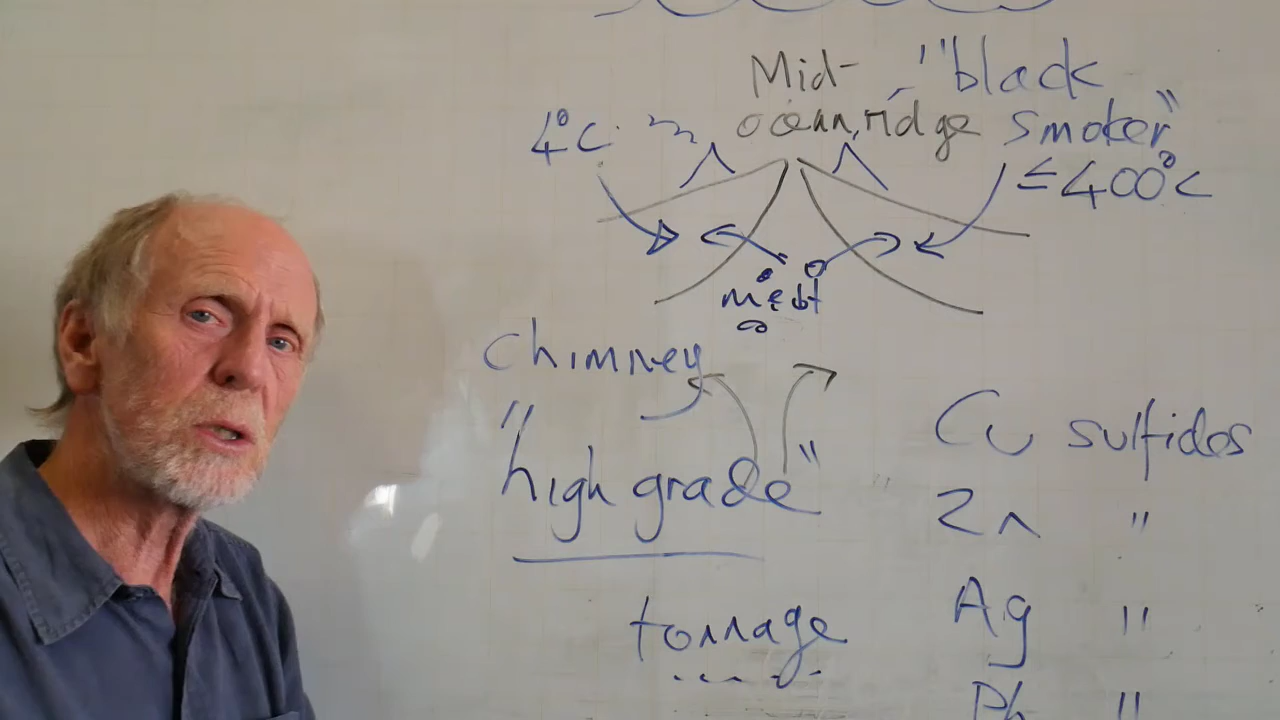 Mid- "black
4°C ocean ridge smoker"
≤400°C
melt
chimney
"high grade"
Cu sulfides
Zn "
Ag "
tonnage
Pb "